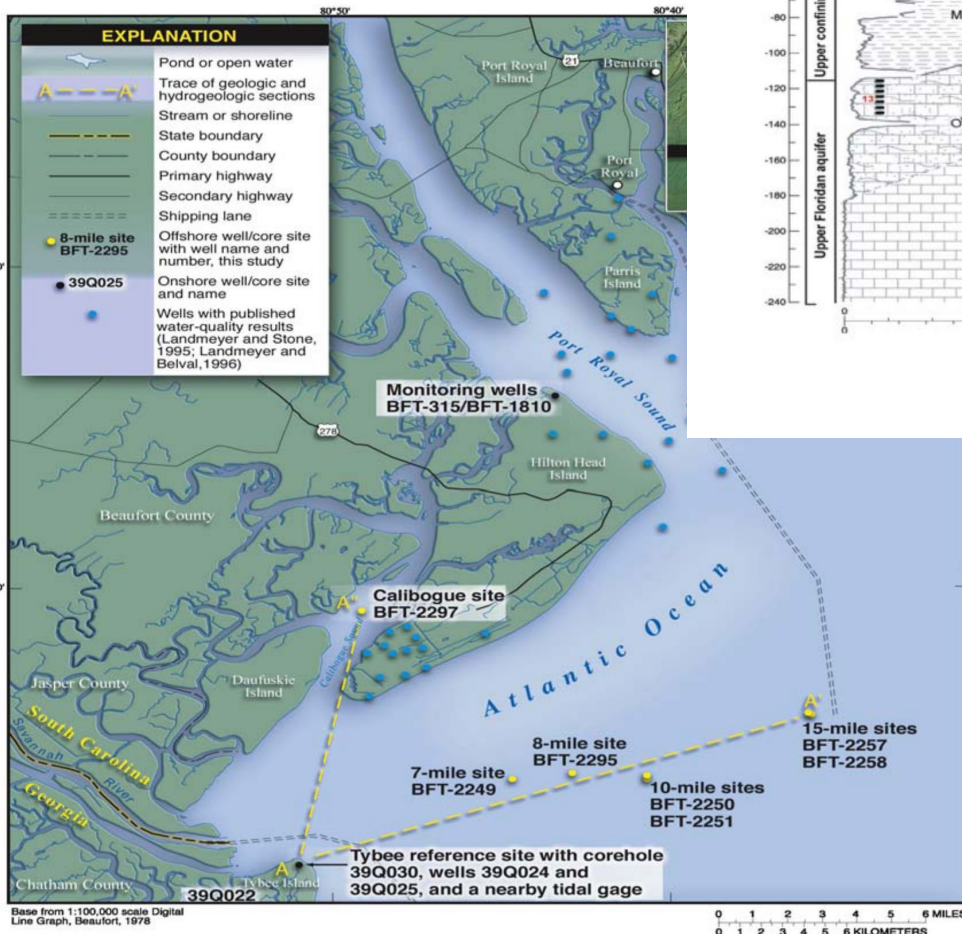 80°50'
80°40'
EXPLANATION
Pond or open water
A A' Trace of geologic and
hydrogeologic sections
Stream or shoreline
State boundary
County boundary
Primary highway
Secondary highway
Shipping lane
8-mile site
BFT-2295
Offshore well/core site
with well name and
number, this study
39Q025
Onshore well/core site
and name
Wells with published
water-quality results
(Landmeyer and Stone,
1995; Landmeyer and
Belval,1996)
Port Royal
Island
21
Beaufort
Port
Royal
Parris
Island
Port Royal Sound
Monitoring wells
BFT-315/BFT-1810
278
Hilton Head
Island
Beaufort County
Atlantic Ocean
A"
Calibogue site
BFT-2297
Jasper County
Daufuskie
Island
South Carolina
Savannah
River
Georgia
A'
15-mile sites
BFT-2257
BFT-2258
8-mile site
BFT-2295
7-mile site
BFT-2249
10-mile sites
BFT-2250
BFT-2251
A
Tybee reference site with corehole
39Q030, wells 39Q024 and
39Q025, and a nearby tidal gage
Chatham County
Tybee Island
39Q022
Base from 1:100,000 scale Digital
Line Graph, Beaufort, 1978
0 1 2 3 4 5 6 MILES
0 1 2 3 4 5 6 KILOMETERS
Upper confini
Upper Floridan aquifer
-80
-100
-120
-140
-160
-180
-200
-220
-240
M
13
O
0
0